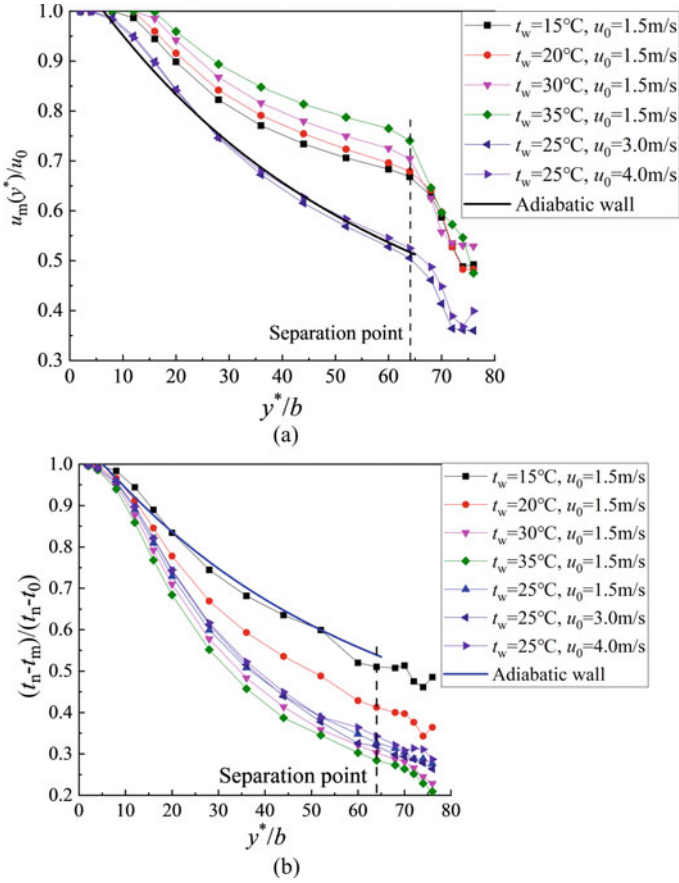 1.0
0.9
0.8
0.7
0.6
0.5
0.4
0.3
u_m(y*)/u_0
t_w=15°C, u_0=1.5m/s
t_w=20°C, u_0=1.5m/s
t_w=30°C, u_0=1.5m/s
t_w=35°C, u_0=1.5m/s
t_w=25°C, u_0=3.0m/s
t_w=25°C, u_0=4.0m/s
Adiabatic wall
Separation point
0 10 20 30 40 50 60 70 80
y*/b
(a)
1.0
0.9
0.8
0.7
0.6
0.5
0.4
0.3
0.2
(t_n-t_m)/(t_n-t_0)
t_w=15°C, u_0=1.5m/s
t_w=20°C, u_0=1.5m/s
t_w=30°C, u_0=1.5m/s
t_w=35°C, u_0=1.5m/s
t_w=25°C, u_0=1.5m/s
t_w=25°C, u_0=3.0m/s
t_w=25°C, u_0=4.0m/s
Adiabatic wall
Separation point
0 10 20 30 40 50 60 70 80
y*/b
(b)